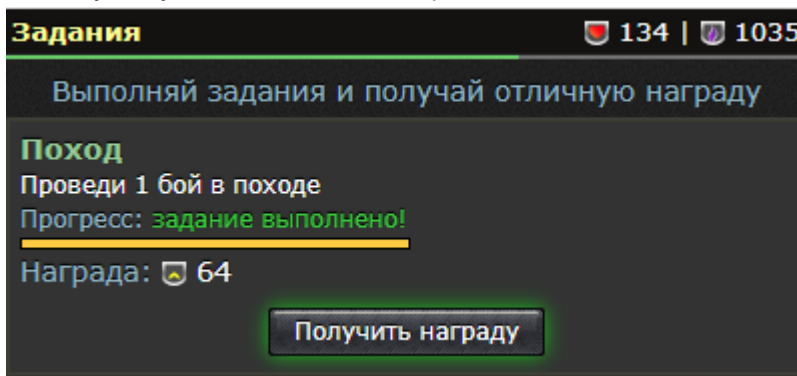 Задания 134 | 1035
Выполняй задания и получай отличную награду
Поход
Проведи 1 бой в походе
Прогресс: задание выполнено!
Награда: 64
Получить награду